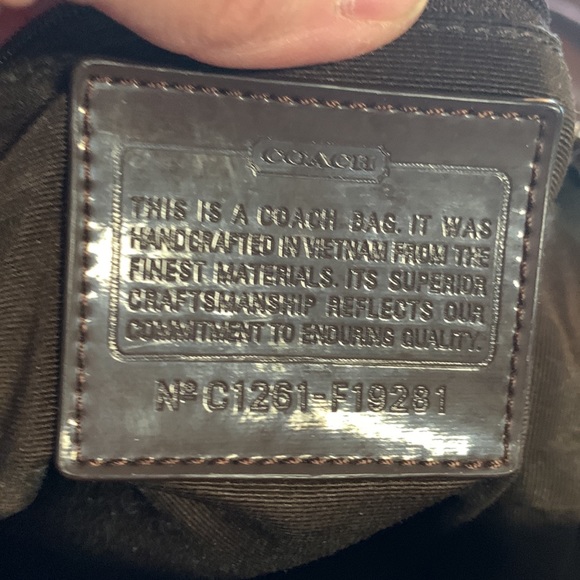 COACH
THIS IS A COACH BAG. IT WAS
HANDCRAFTED IN VIETNAM FROM THE
FINEST MATERIALS. ITS SUPERIOR
CRAFTSMANSHIP REFLECTS OUR
COMMITMENT TO ENDURING QUALITY.
Nº C1261-F19281